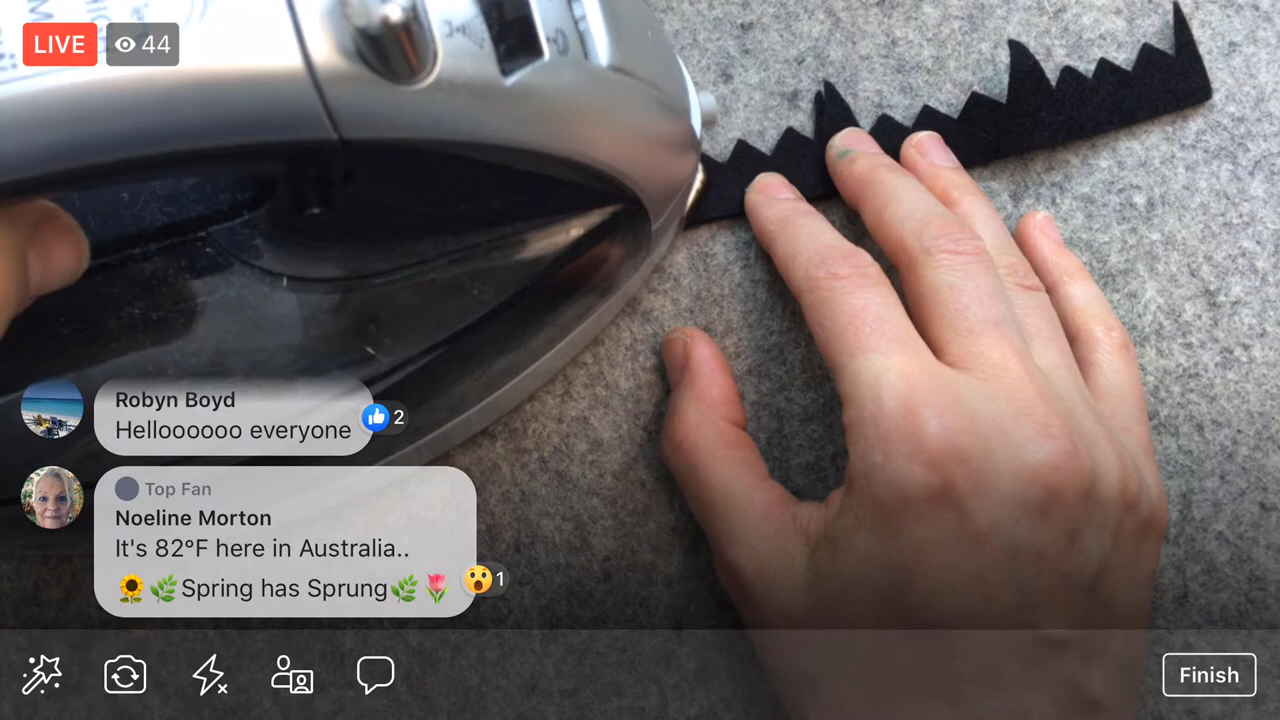 LIVE 44
Robyn Boyd
Helloooooo everyone
2
Top Fan
Noeline Morton
It's 82°F here in Australia..
🌻🌿Spring has Sprung🌿🌷
1
Finish